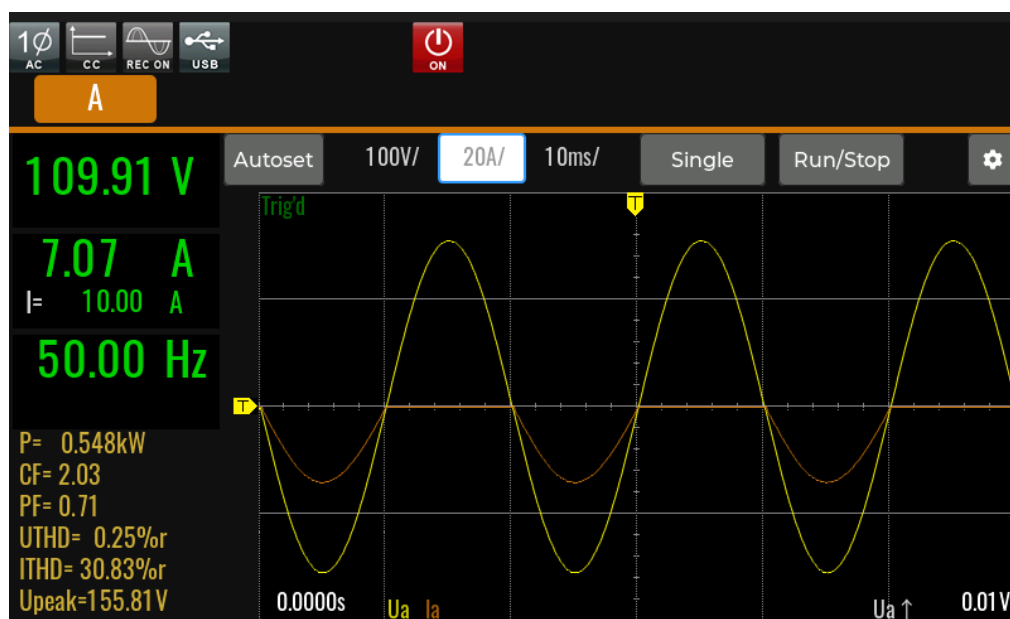 1Ø
AC
CC
REC ON
USB
ON
A
109.91 V
7.07 A
I= 10.00 A
50.00 Hz
P= 0.548kW
CF= 2.03
PF= 0.71
UTHD= 0.25%r
ITHD= 30.83%r
Upeak=155.81V
Autoset
100V/
20A/
10ms/
Single
Run/Stop
Trig'd
T
T
0.0000s
Ua
Ia
Ua ↑
0.01V